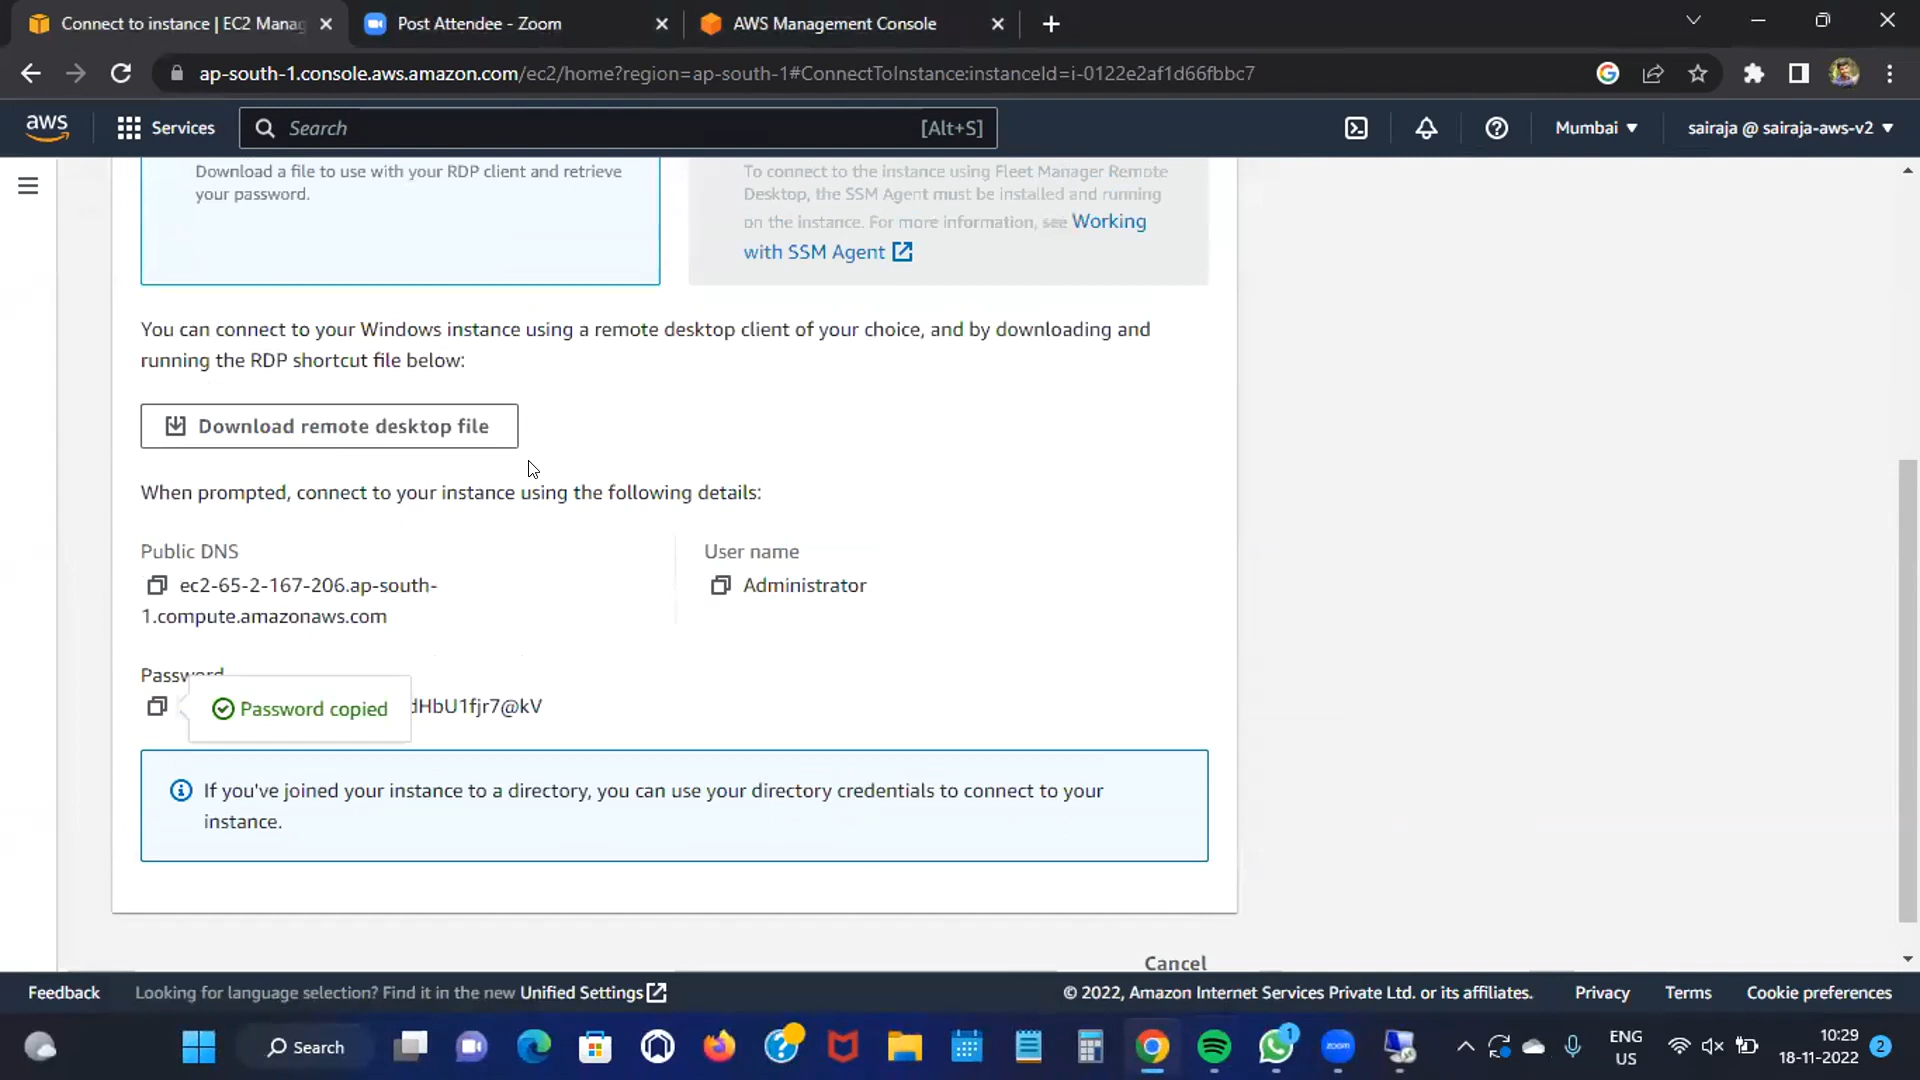 Connect to instance | EC2 Manag
Post Attendee - Zoom
AWS Management Console
ap-south-1.console.aws.amazon.com/ec2/home?region=ap-south-1#ConnectToInstance:instanceId=i-0122e2af1d66fbbc7
aws
Services
Search
[Alt+S]
Mumbai
sairaja @ sairaja-aws-v2
Download a file to use with your RDP client and retrieve
your password.
To connect to the instance using Fleet Manager Remote
Desktop, the SSM Agent must be installed and running
on the instance. For more information, see Working
with SSM Agent
You can connect to your Windows instance using a remote desktop client of your choice, and by downloading and
running the RDP shortcut file below:
Download remote desktop file
When prompted, connect to your instance using the following details:
Public DNS
ec2-65-2-167-206.ap-south-
1.compute.amazonaws.com
User name
Administrator
Password
Password copied
dHbU1fjr7@kV
If you've joined your instance to a directory, you can use your directory credentials to connect to your
instance.
Cancel
Feedback
Looking for language selection? Find it in the new Unified Settings
© 2022, Amazon Internet Services Private Ltd. or its affiliates.
Privacy
Terms
Cookie preferences
Search
zoom
1
ENG
US
10:29
18-11-2022
2